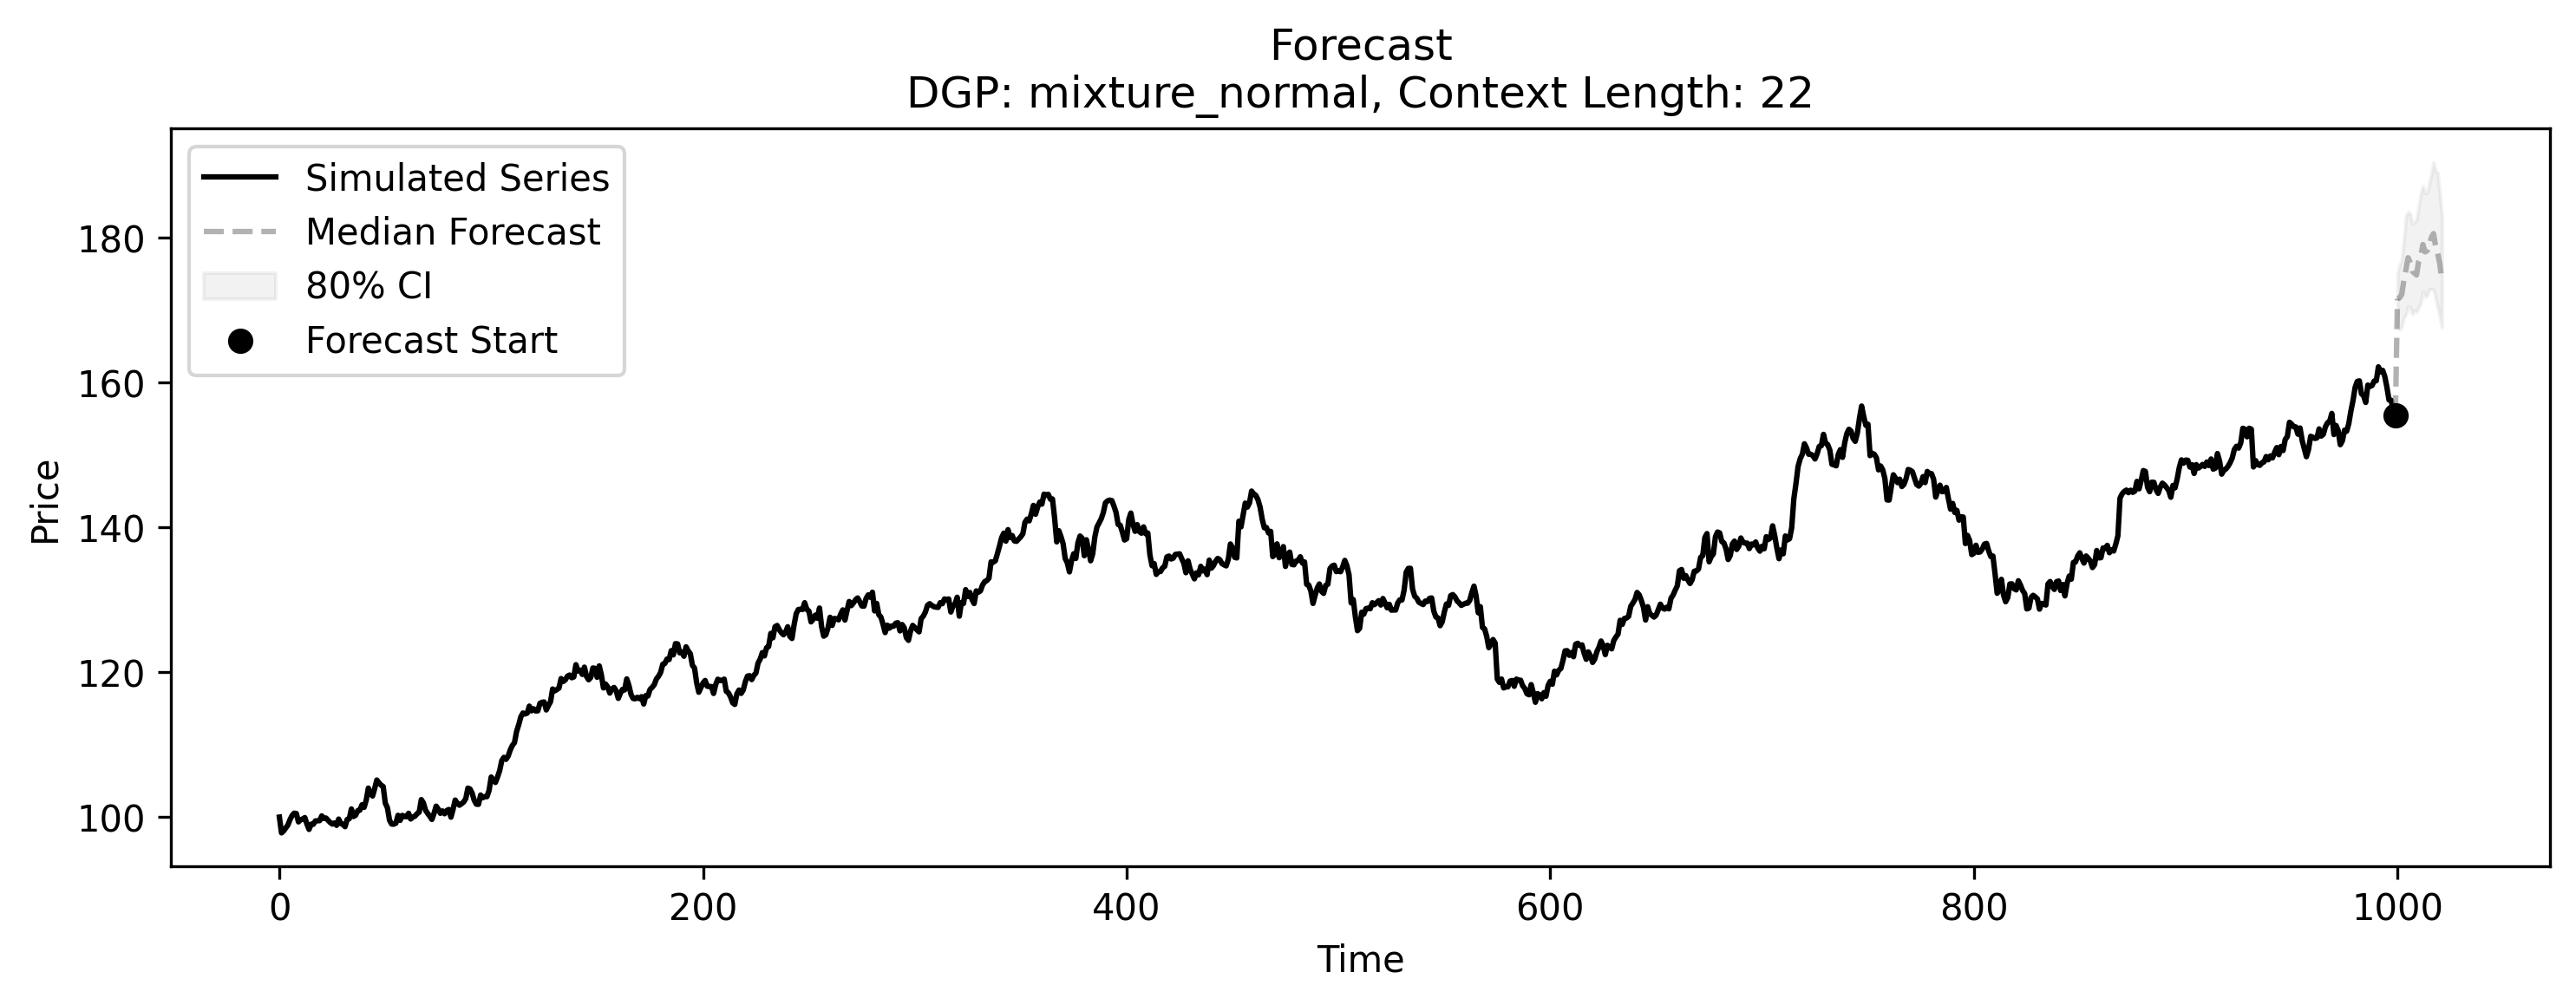 Forecast
DGP: mixture_normal, Context Length: 22
Simulated Series
Median Forecast
80% CI
Forecast Start
Price
180
160
140
120
100
0
200
400
600
800
1000
Time